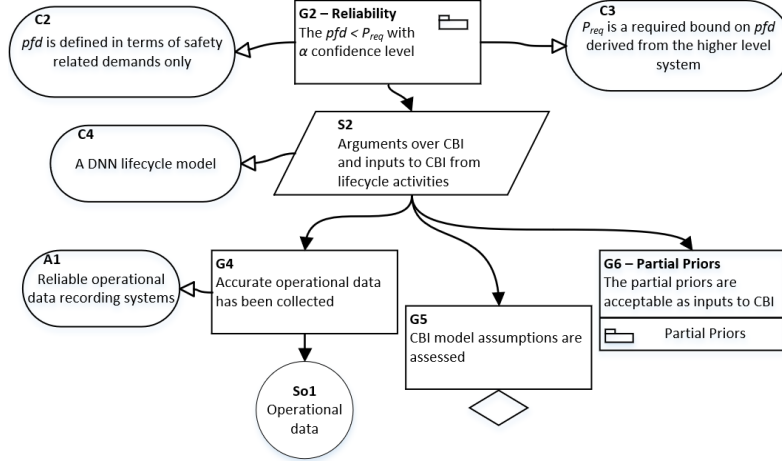 C2
pfd is defined in terms of safety
related demands only
G2 – Reliability
The pfd < Preq with
α confidence level
C3
Preq is a required bound on pfd
derived from the higher level
system
C4
A DNN lifecycle model
S2
Arguments over CBI
and inputs to CBI from
lifecycle activities
A1
Reliable operational
data recording systems
G4
Accurate operational data
has been collected
G5
CBI model assumptions are
assessed
G6 – Partial Priors
The partial priors are
acceptable as inputs to CBI
Partial Priors
So1
Operational
data